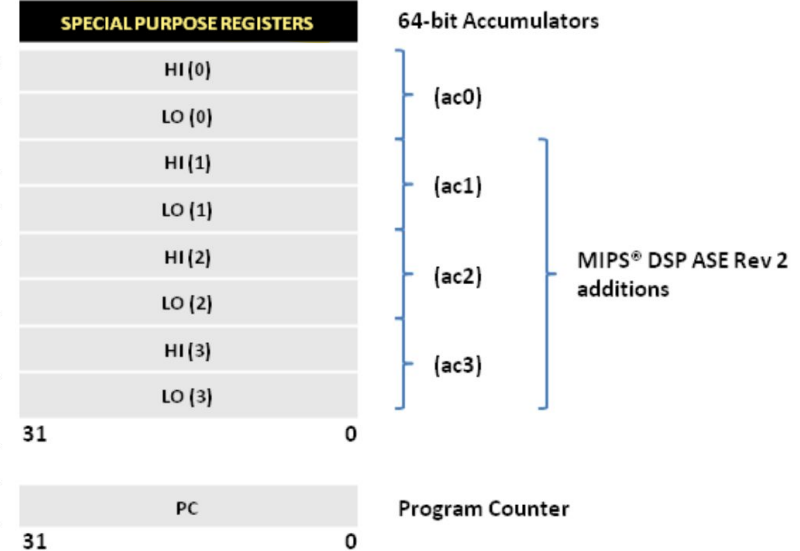 SPECIAL PURPOSE REGISTERS
64-bit Accumulators
HI (0)
(ac0)
LO (0)
HI (1)
(ac1)
LO (1)
HI (2)
MIPS® DSP ASE Rev 2
(ac2)
additions
LO (2)
HI (3)
(ac3)
LO (3)
31 0
PC
Program Counter
31 0